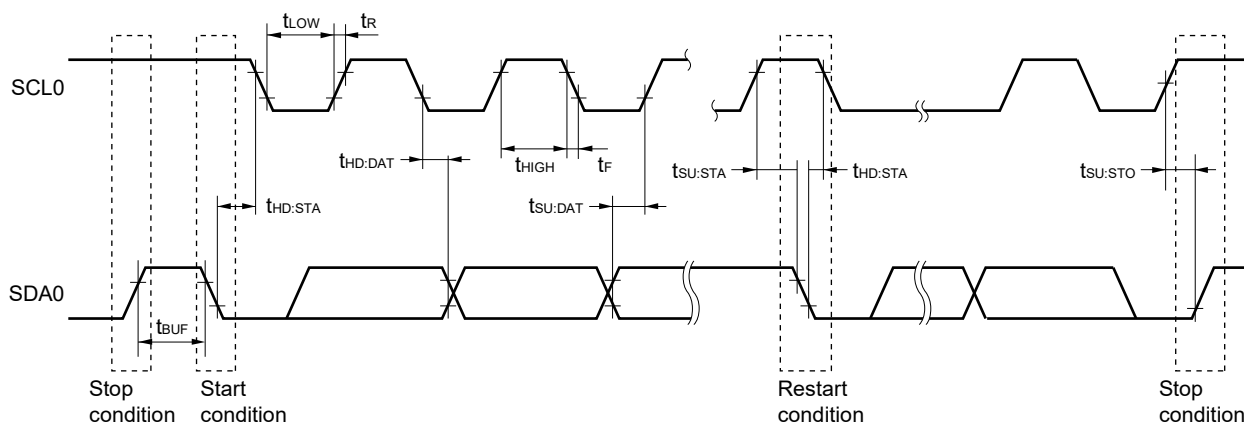 tLOW tR
SCL0
tHD:DAT tHIGH tF tSU:STA tHD:STA tSU:STO
tHD:STA tSU:DAT
SDA0
tBUF
Stop condition
Start condition
Restart condition
Stop condition